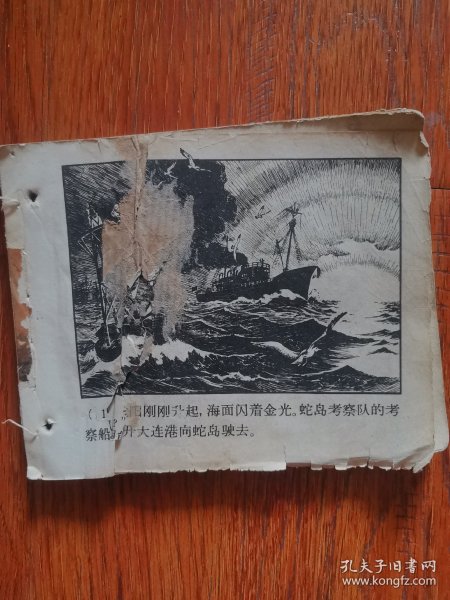 (1 刚刚升起,海面闪着金光。蛇岛考察队的考
察船 开大连港向蛇岛驶去。
孔夫子旧书网
www.kongfz.com